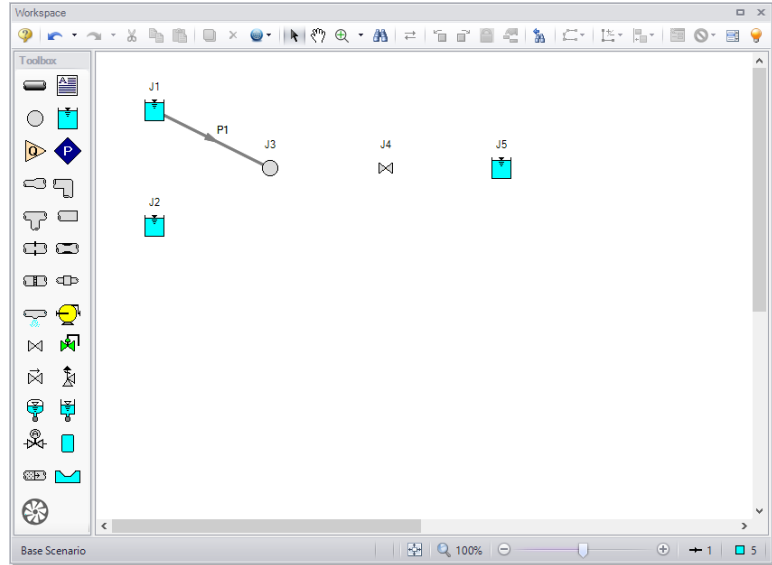 Workspace
Toolbox
A
Q
P
J1
P1
J3
J4
J5
J2
Base Scenario
100%
1
5